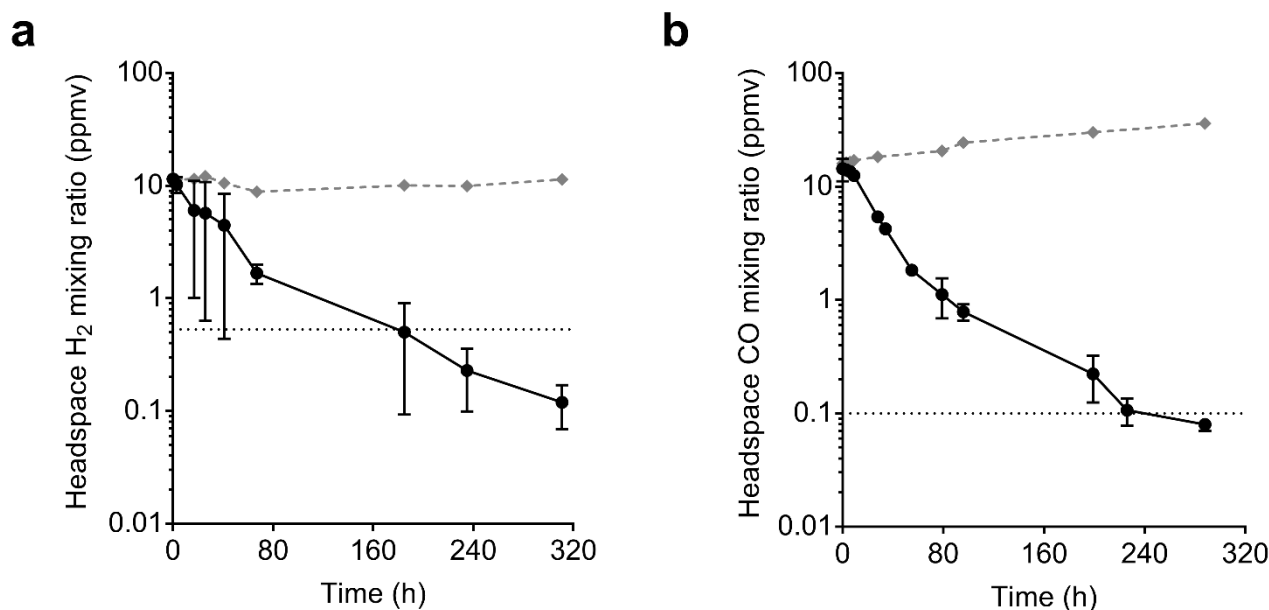 a
Headspace H₂ mixing ratio (ppmv)
100
10
1
0.1
0.01
0 80 160 240 320
Time (h)
b
Headspace CO mixing ratio (ppmv)
100
10
1
0.1
0.01
0 80 160 240 320
Time (h)